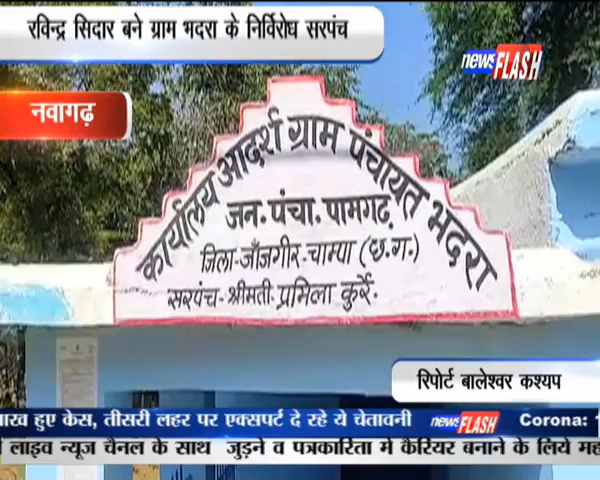 रविन्द्र सिदार बने ग्राम भदरा के निर्विरोध सरपंच
news FLASH
नवागढ़
कार्यालय आदर्श ग्राम पंचायत भदरा
जन. पंचा. पामगढ़
जिला-जाँजगीर-चाम्पा (छ.ग.)
सरपंच-श्रीमती प्रमिला कुर्रे.
रिपोर्ट बालेश्वर कश्यप
हुए केस, तीसरी लहर पर एक्सपर्ट दे रहे ये चेतावनी news FLASH Corona:
लाइव न्यूज चैनल के साथ जुड़ने व पत्रकारिता मे कैरियर बनाने के लिये